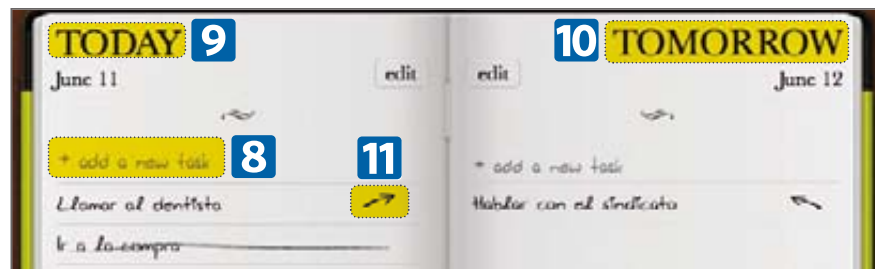 TODAY 9
June 11
edit
+ add a new task 8
11
Llamar al dentista
Ir a la compra
10 TOMORROW
edit
June 12
+ add a new task
Hablar con el sindicato